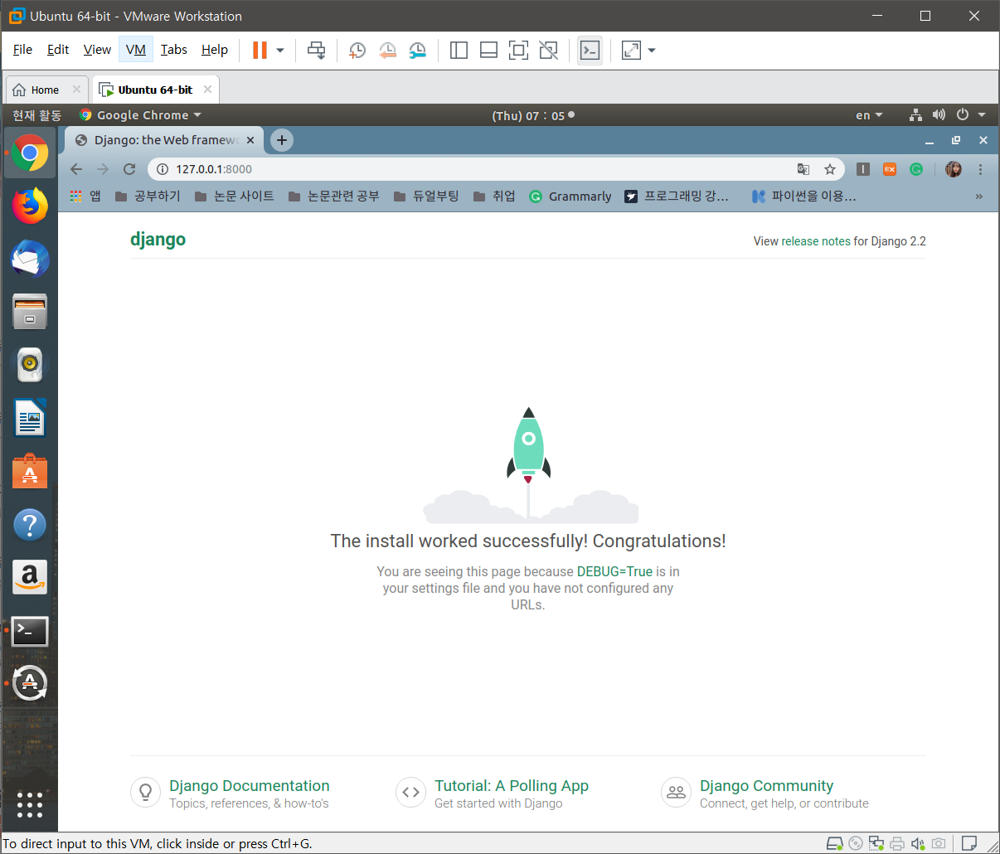 Ubuntu 64-bit - VMware Workstation
File Edit View VM Tabs Help
Home Ubuntu 64-bit
현재 활동 Google Chrome (Thu) 07 : 05 en
Django: the Web framewo
127.0.0.1:8000
앱 공부하기 논문 사이트 논문관련 공부 듀얼부팅 취업 Grammarly 프로그래밍 강... 파이썬을 이용... »
django View release notes for Django 2.2
The install worked successfully! Congratulations!
You are seeing this page because DEBUG=True is in
your settings file and you have not configured any
URLs.
Django Documentation Tutorial: A Polling App Django Community
Topics, references, & how-to's Get started with Django Connect, get help, or contribute
To direct input to this VM, click inside or press Ctrl+G.